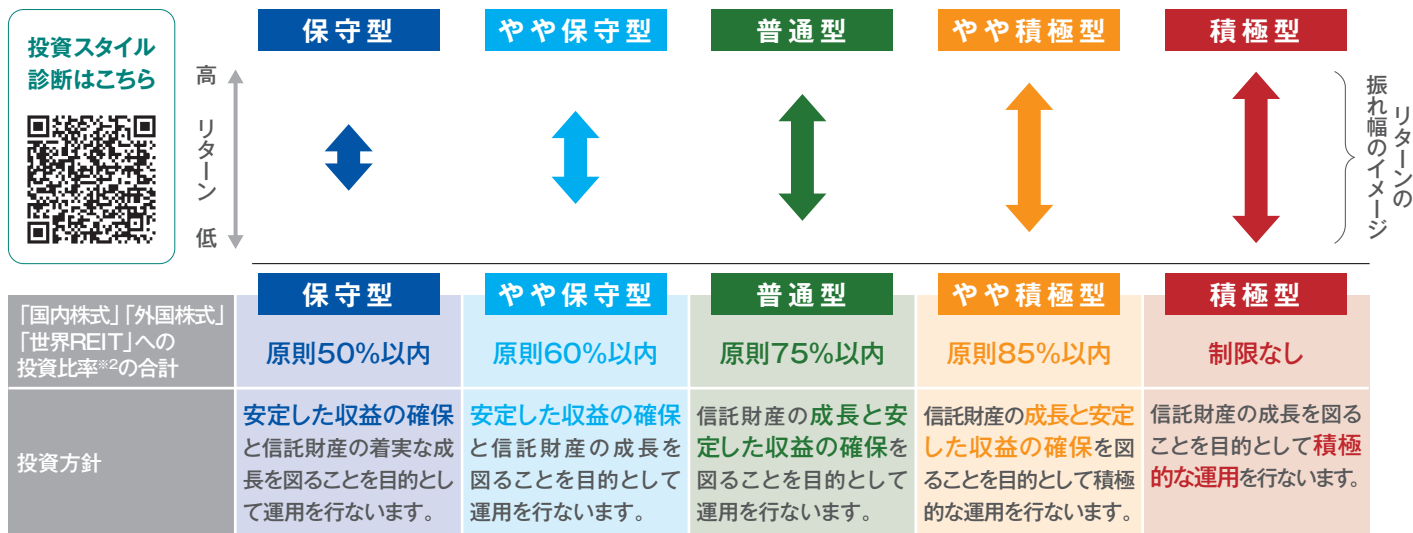 投資スタイル
診断はこちら
高
リターン
低
保守型
やや保守型
普通型
やや積極型
積極型
リターンの
振れ幅のイメージ
保守型
やや保守型
普通型
やや積極型
積極型
「国内株式」「外国株式」
「世界REIT」への
投資比率※2の合計
原則50%以内
原則60%以内
原則75%以内
原則85%以内
制限なし
投資方針
安定した収益の確保
と信託財産の着実な成
長を図ることを目的とし
て運用を行ないます。
安定した収益の確保
と信託財産の成長を
図ることを目的として
運用を行ないます。
信託財産の成長と安
定した収益の確保を
図ることを目的として
運用を行ないます。
信託財産の成長と安定
した収益の確保を図
ることを目的として積極
的な運用を行ないます。
信託財産の成長を図る
ことを目的として積極
的な運用を行ないます。